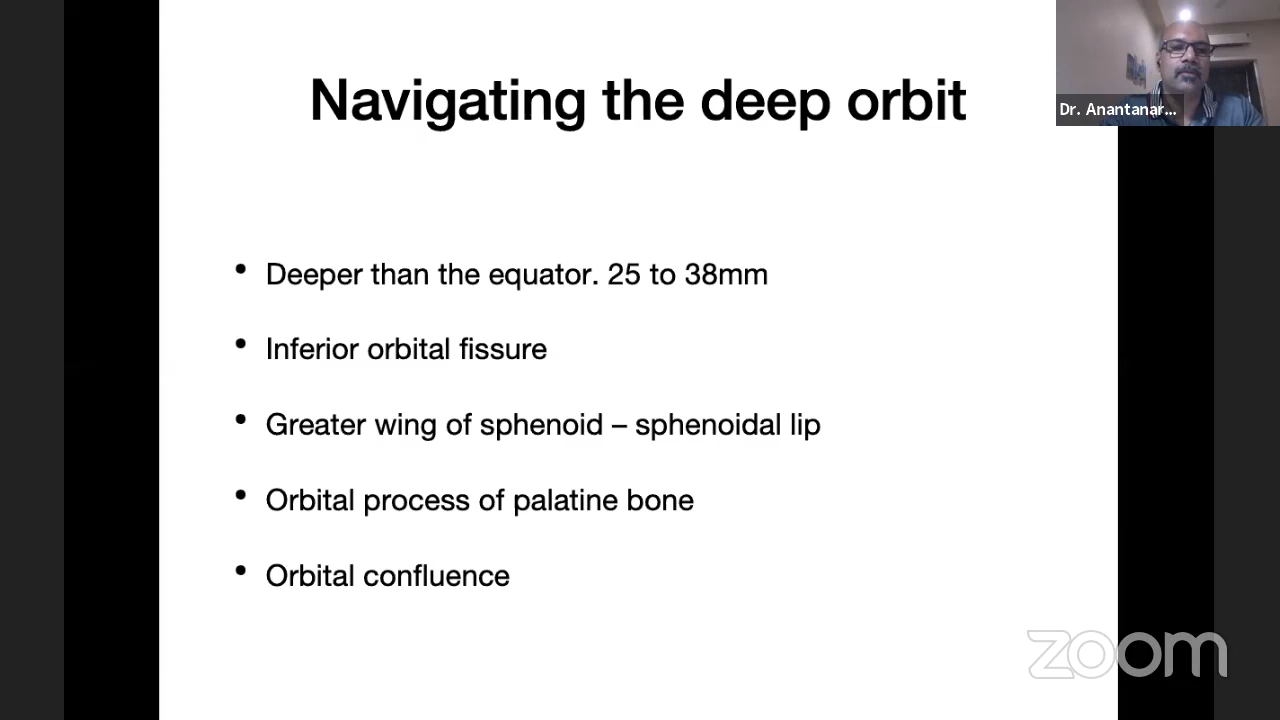 Navigating the deep orbit
Dr. Anantanar...
• Deeper than the equator. 25 to 38mm
• Inferior orbital fissure
• Greater wing of sphenoid – sphenoidal lip
• Orbital process of palatine bone
• Orbital confluence
zoom